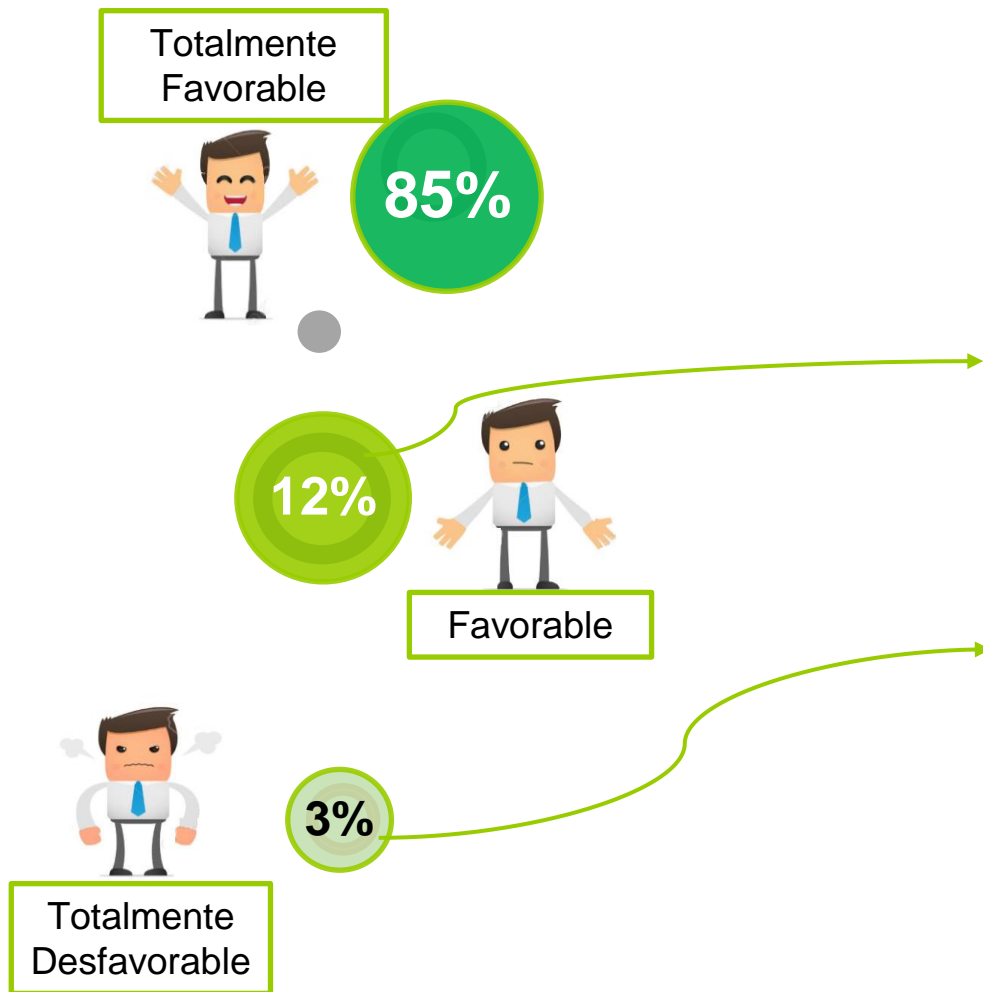 Totalmente
Favorable
85%
12%
Favorable
3%
Totalmente
Desfavorable